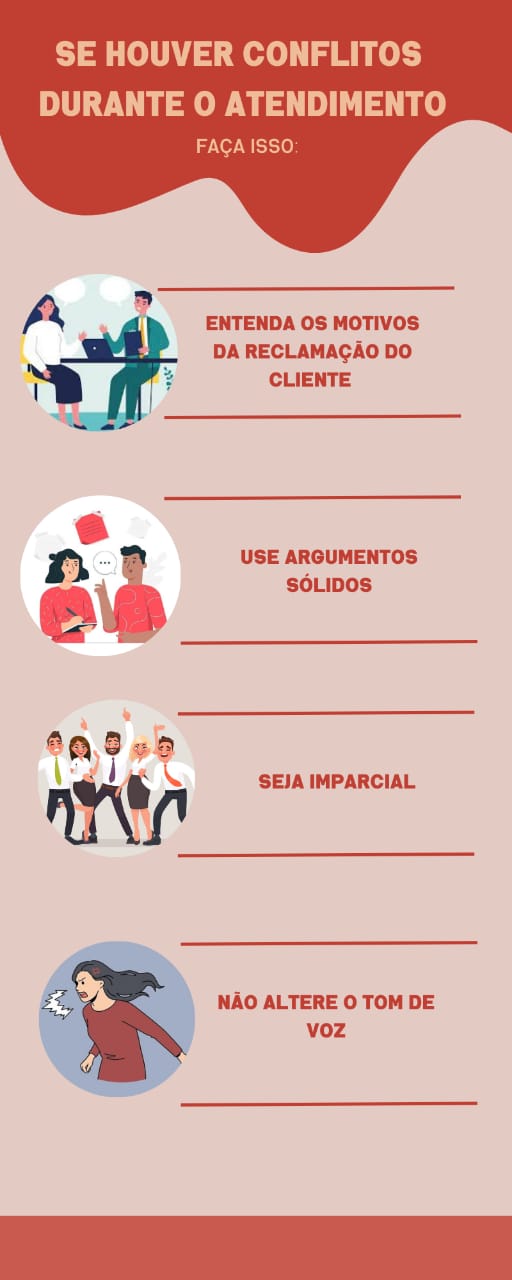 SE HOUVER CONFLITOS
DURANTE O ATENDIMENTO
FAÇA ISSO:
ENTENDA OS MOTIVOS
DA RECLAMAÇÃO DO
CLIENTE
USE ARGUMENTOS
SÓLIDOS
SEJA IMPARCIAL
NÃO ALTERE O TOM DE
VOZ